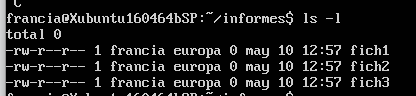 C
francia@Xubuntu160464bSP:~/informes$ ls -l
total 0
-rw-r--r-- 1 francia europa 0 may 10 12:57 fich1
-rw-r--r-- 1 francia europa 0 may 10 12:57 fich2
-rw-r--r-- 1 francia europa 0 may 10 12:57 fich3